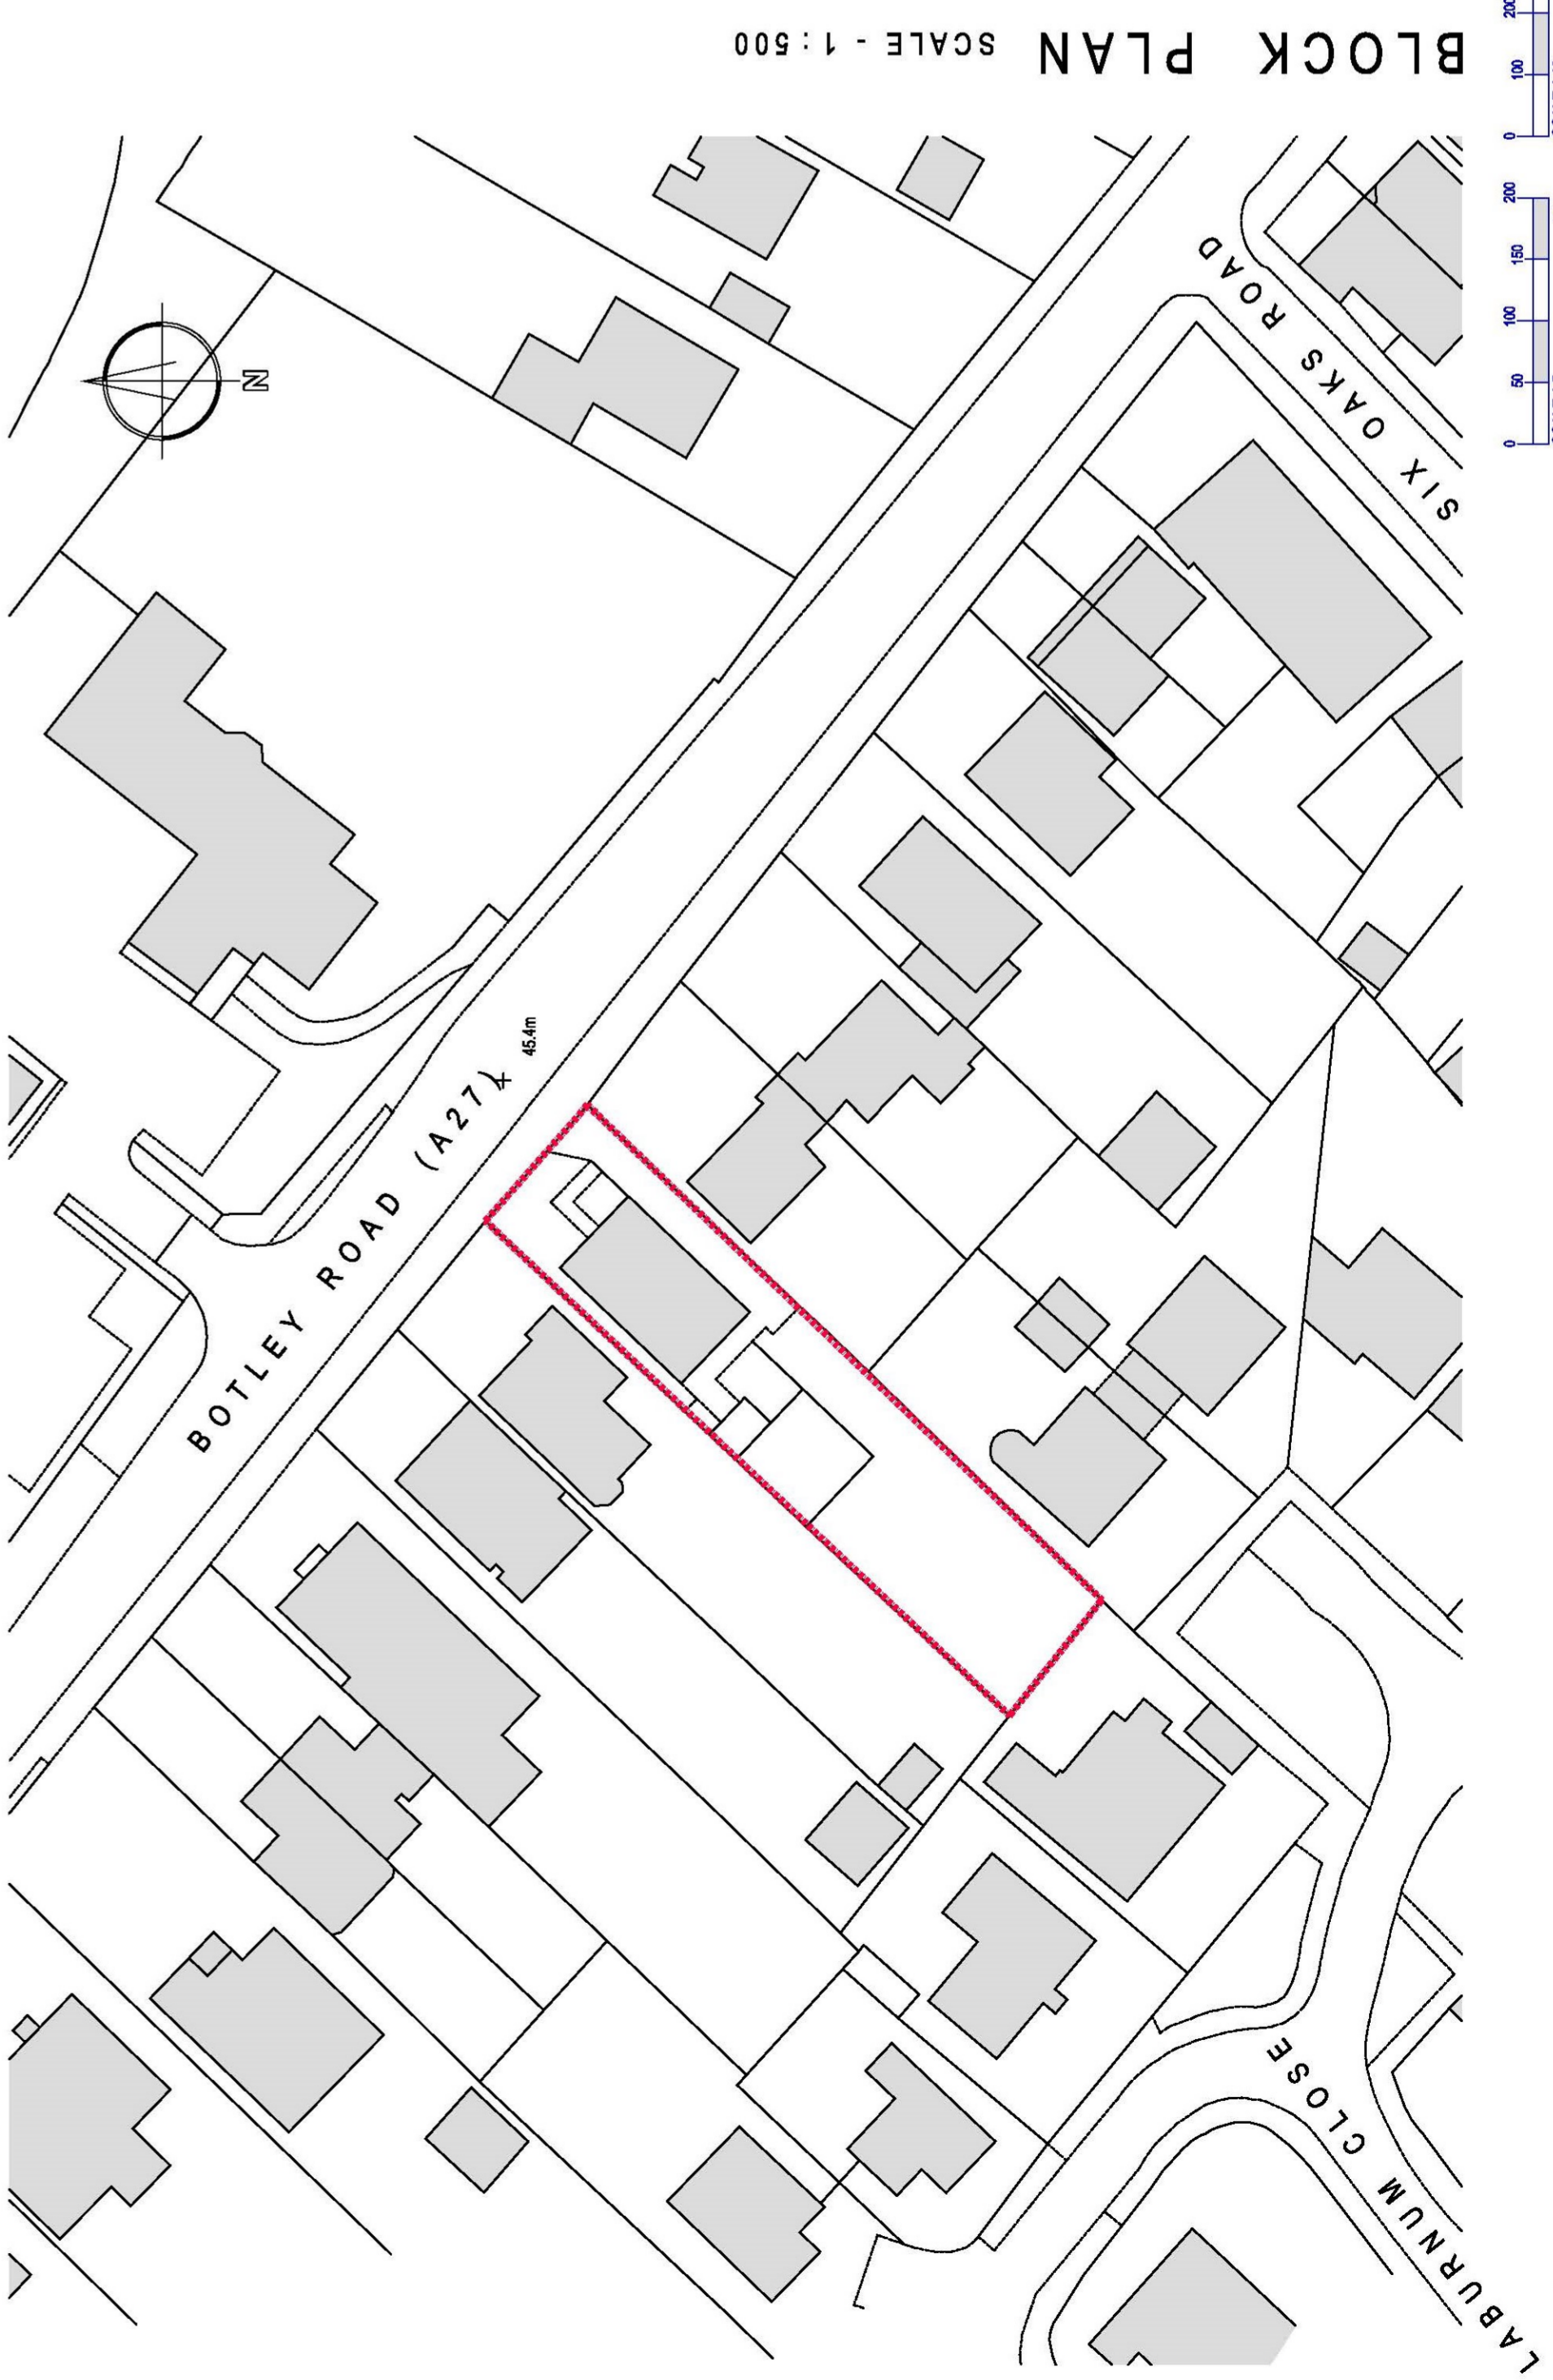 BLOCK PLAN SCALE - 1:500
N
SIX OAKS ROAD
BOTLEY ROAD (A27)
45.4m
LABURNUM CLOSE
0 100 200
0 50 100 150 200